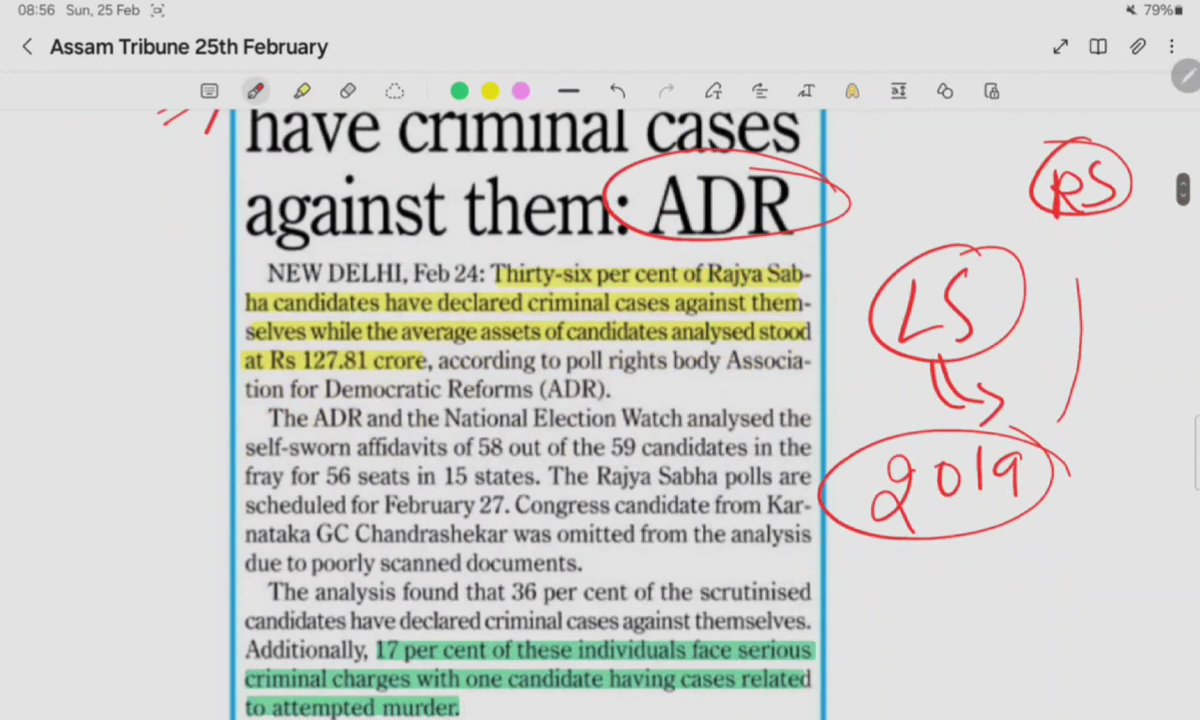 08:56 Sun, 25 Feb
79%
Assam Tribune 25th February
have criminal cases
against them: ADR
NEW DELHI, Feb 24: Thirty-six per cent of Rajya Sab-
ha candidates have declared criminal cases against them-
selves while the average assets of candidates analysed stood
at Rs 127.81 crore, according to poll rights body Associa-
tion for Democratic Reforms (ADR).
The ADR and the National Election Watch analysed the
self-sworn affidavits of 58 out of the 59 candidates in the
fray for 56 seats in 15 states. The Rajya Sabha polls are
scheduled for February 27. Congress candidate from Kar-
nataka GC Chandrashekar was omitted from the analysis
due to poorly scanned documents.
The analysis found that 36 per cent of the scrutinised
candidates have declared criminal cases against themselves.
Additionally, 17 per cent of these individuals face serious
criminal charges with one candidate having cases related
to attempted murder.
RS
LS
2019